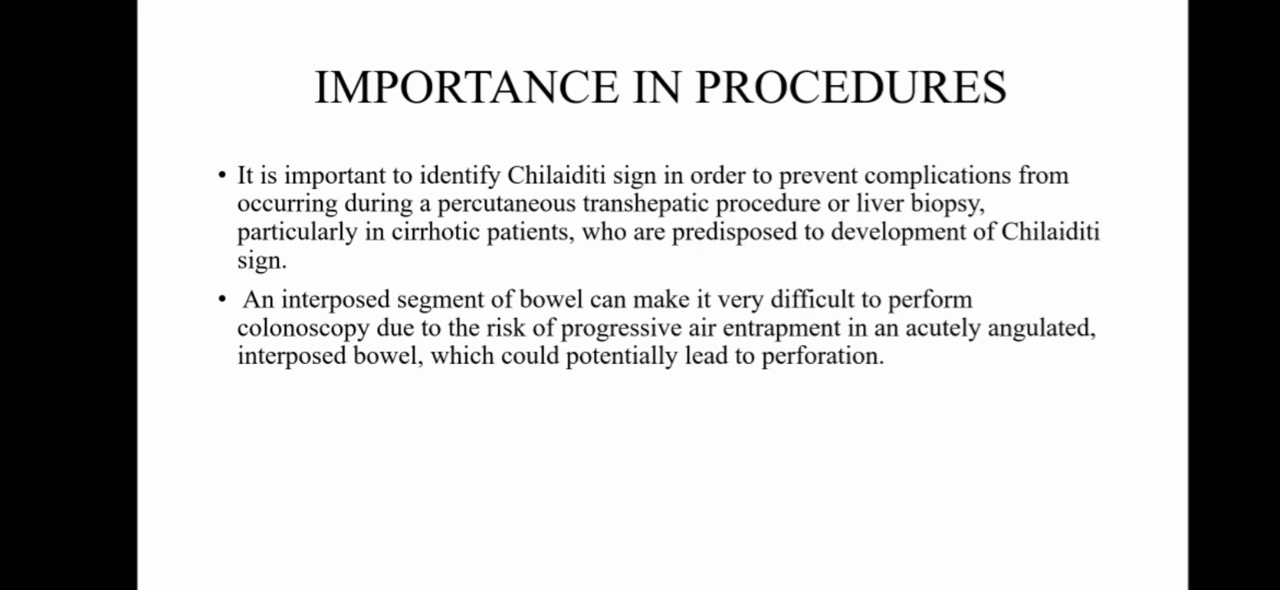 IMPORTANCE IN PROCEDURES
• It is important to identify Chilaiditi sign in order to prevent complications from
occurring during a percutaneous transhepatic procedure or liver biopsy,
particularly in cirrhotic patients, who are predisposed to development of Chilaiditi
sign.
• An interposed segment of bowel can make it very difficult to perform
colonoscopy due to the risk of progressive air entrapment in an acutely angulated,
interposed bowel, which could potentially lead to perforation.